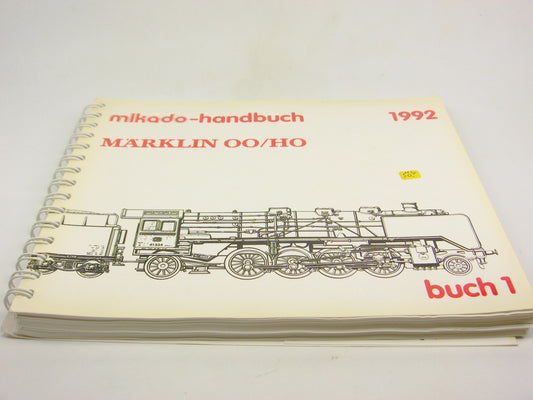 mikado-handbuch 1992
MÄRKLIN OO/HO
buch 1